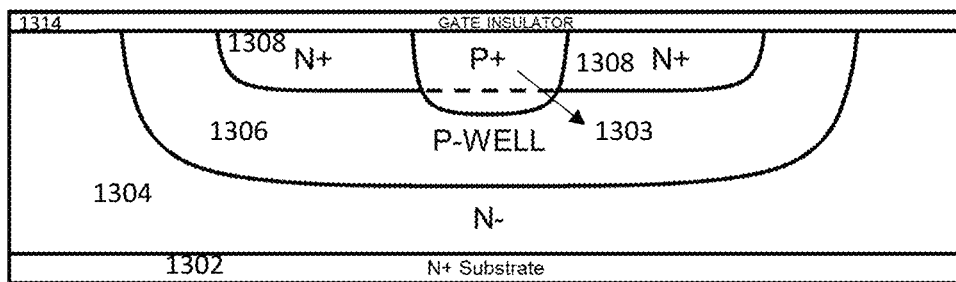 1314 GATE INSULATOR
1308 N+ P+ 1308 N+
1306 P-WELL 1303
1304
N-
1302 N+ Substrate